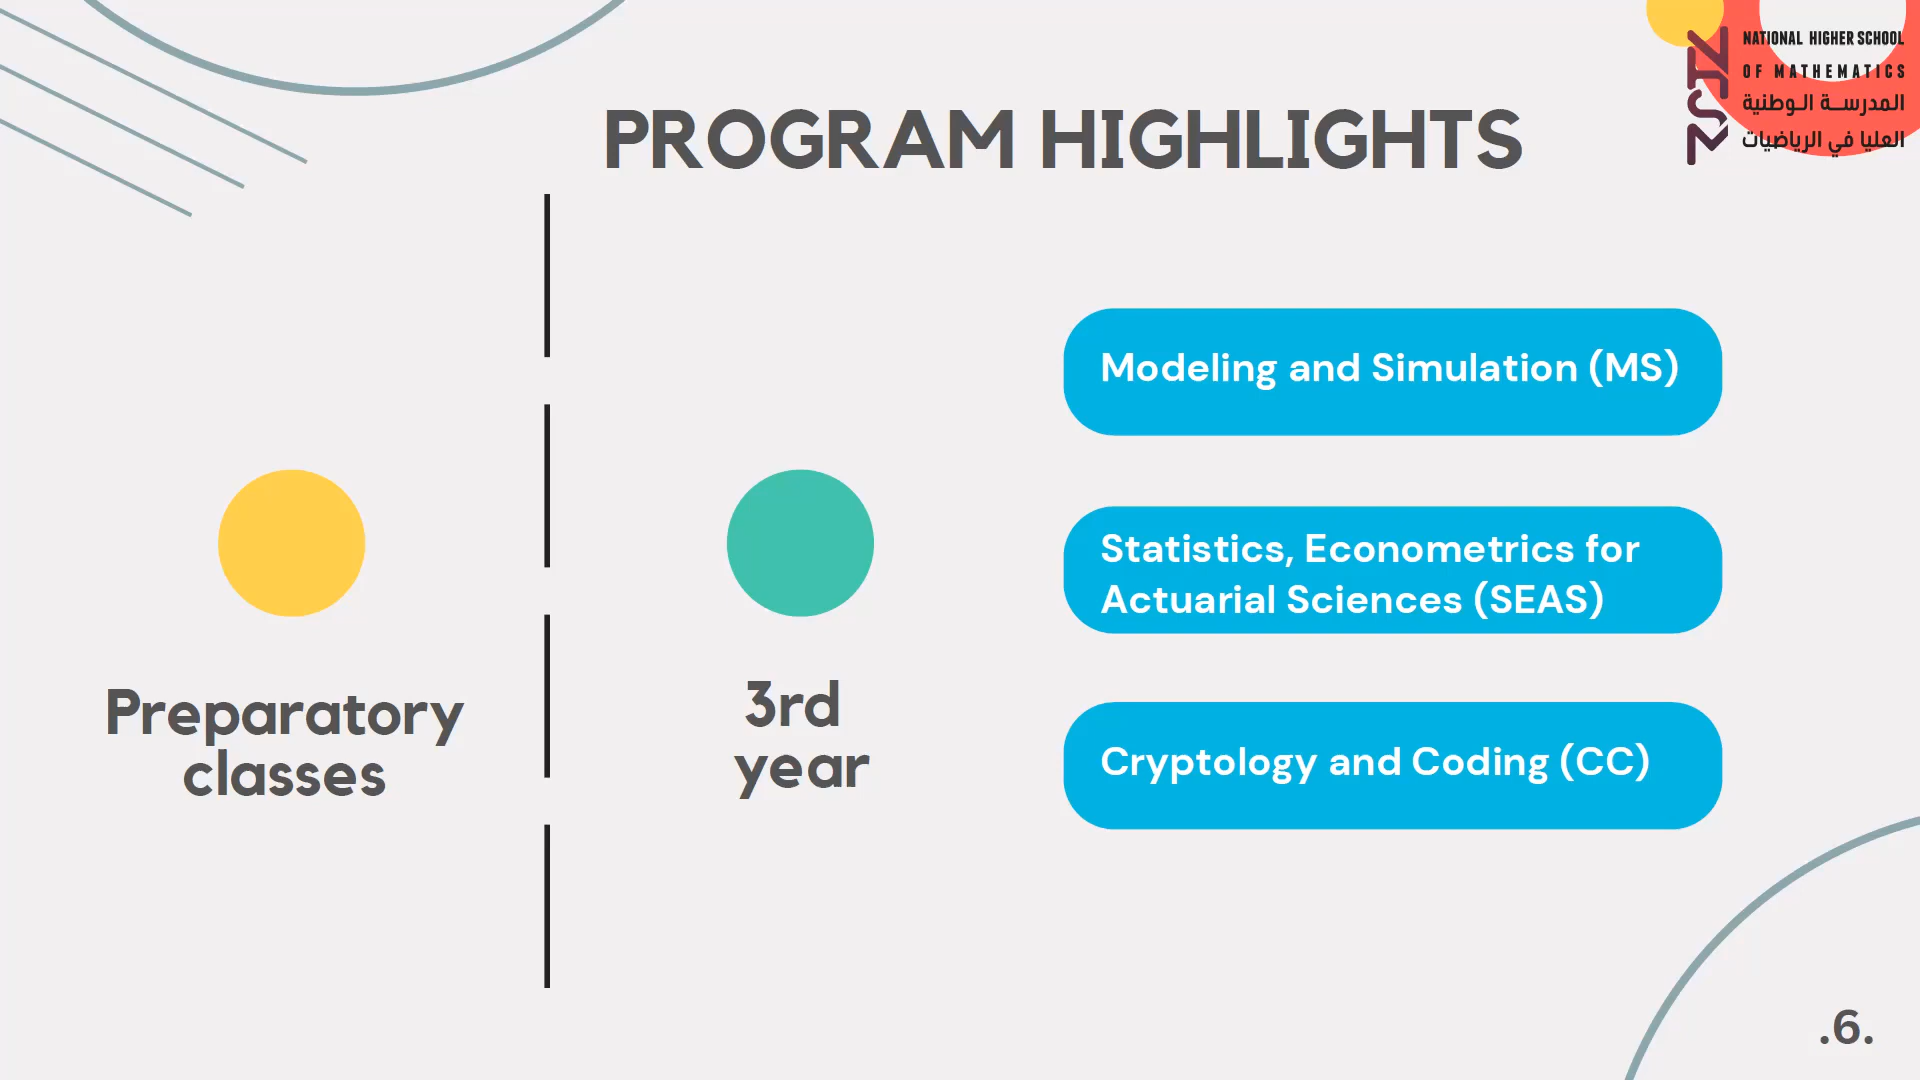 NATIONAL HIGHER SCHOOL
OF MATHEMATICS
المدرسة الوطنية
العليا في الرياضيات
PROGRAM HIGHLIGHTS
Preparatory
classes
3rd
year
Modeling and Simulation (MS)
Statistics, Econometrics for
Actuarial Sciences (SEAS)
Cryptology and Coding (CC)
.6.